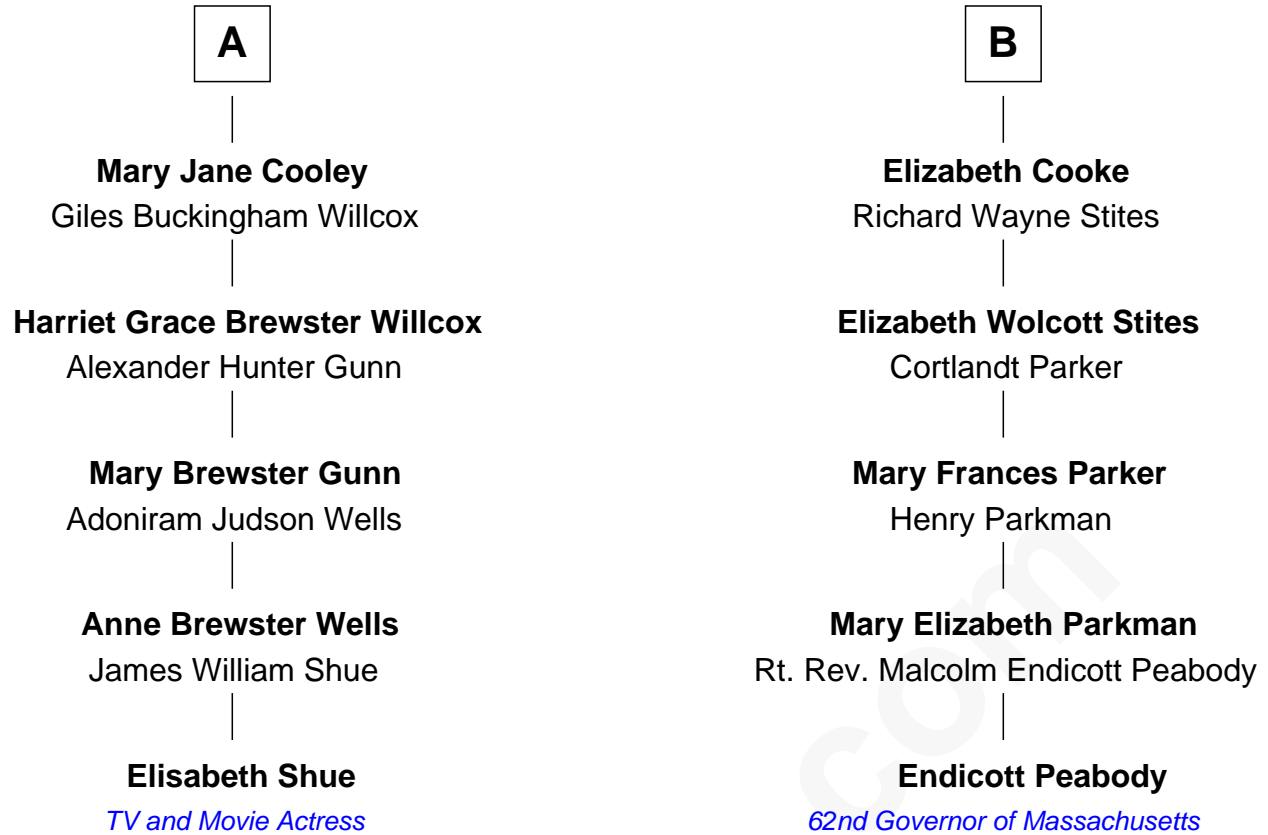 A
Mary Jane Cooley
Giles Buckingham Willcox
Harriet Grace Brewster Willcox
Alexander Hunter Gunn
Mary Brewster Gunn
Adoniram Judson Wells
Anne Brewster Wells
James William Shue
Elisabeth Shue
TV and Movie Actress
B
Elizabeth Cooke
Richard Wayne Stites
Elizabeth Wolcott Stites
Cortlandt Parker
Mary Frances Parker
Henry Parkman
Mary Elizabeth Parkman
Rt. Rev. Malcolm Endicott Peabody
Endicott Peabody
62nd Governor of Massachusetts
com